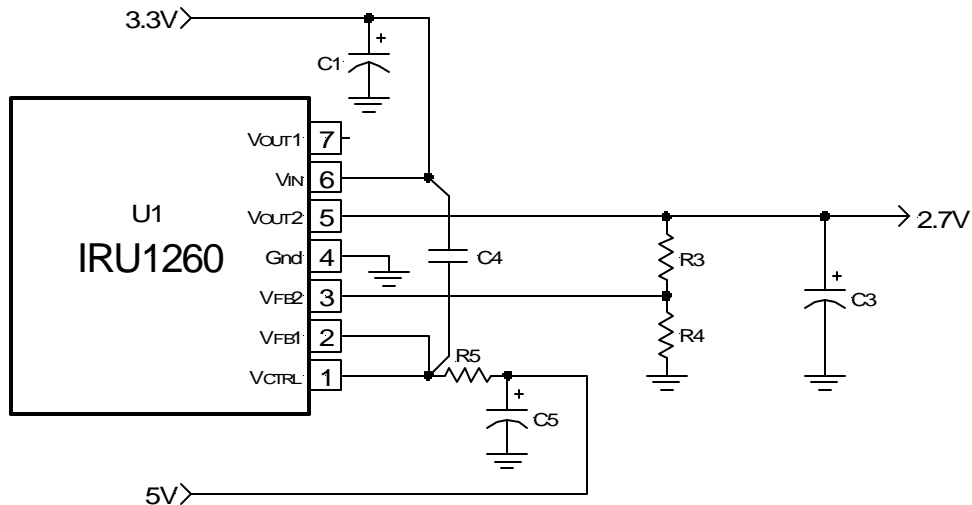 3.3V
+
C1
VOUT1 7
VIN 6
U1
IRU1260
VOUT2 5
2.7V
Gnd 4
C4
R3
+
C3
VFB2 3
R4
VFB1 2
R5
VCTRL 1
+
C5
5V